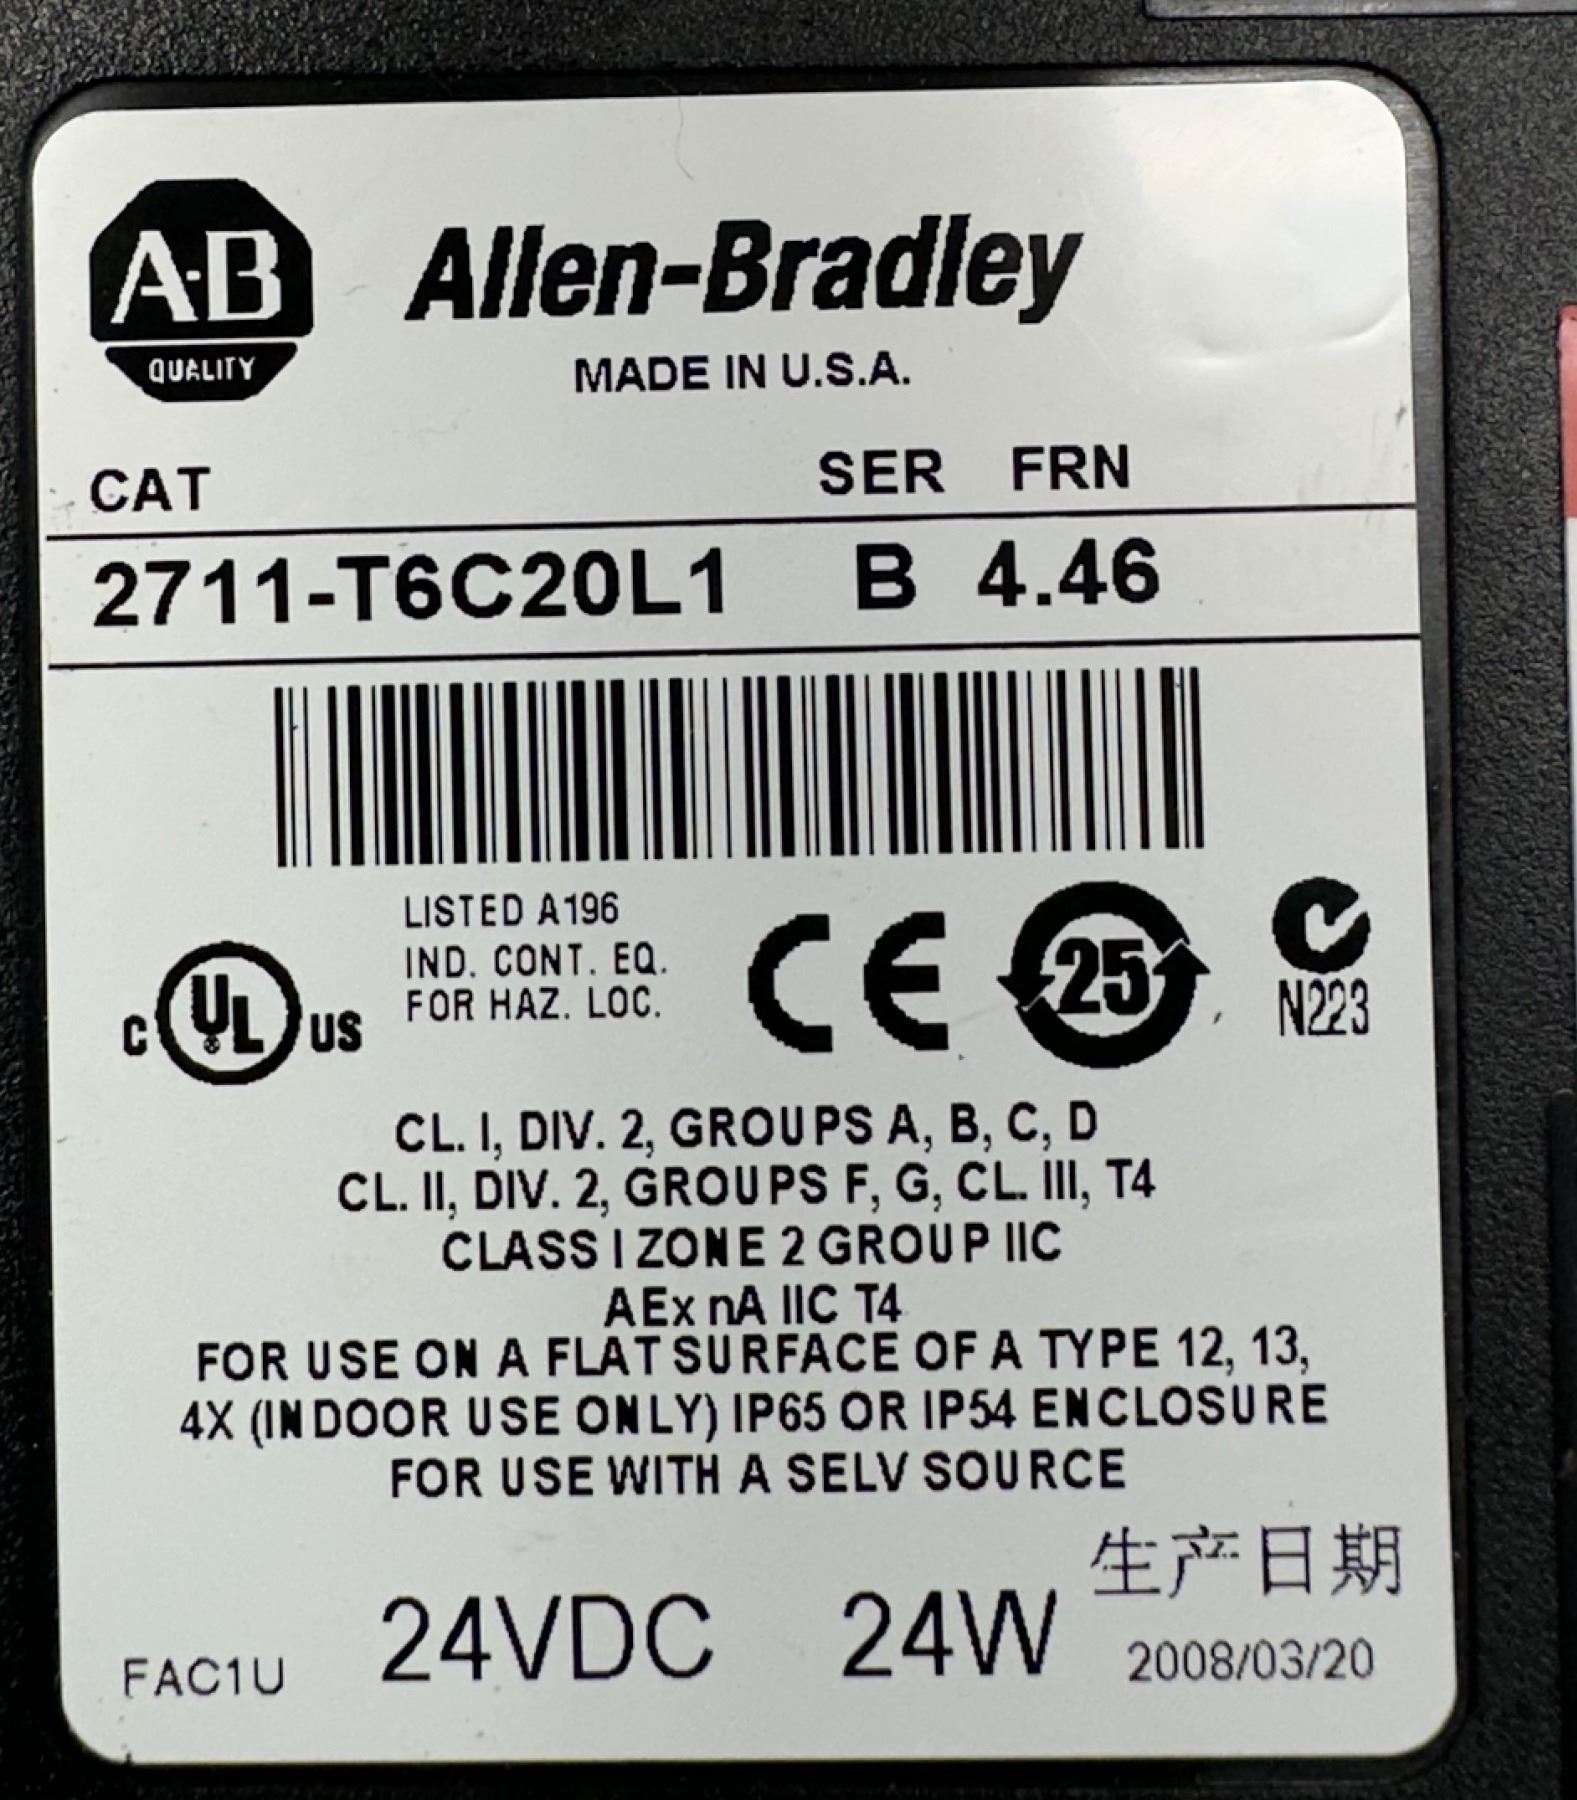 A·B
QUALITY
Allen-Bradley
MADE IN U.S.A.
CAT SER FRN
2711-T6C20L1 B 4.46
LISTED A196
IND. CONT. EQ.
FOR HAZ. LOC.
C UL US
CE
25
N223
CL. I, DIV. 2, GROUPS A, B, C, D
CL. II, DIV. 2, GROUPS F, G, CL. III, T4
CLASS I ZONE 2 GROUP IIC
AEx nA IIC T4
FOR USE ON A FLAT SURFACE OF A TYPE 12, 13,
4X (INDOOR USE ONLY) IP65 OR IP54 ENCLOSURE
FOR USE WITH A SELV SOURCE
生产日期
FAC1U 24VDC 24W 2008/03/20